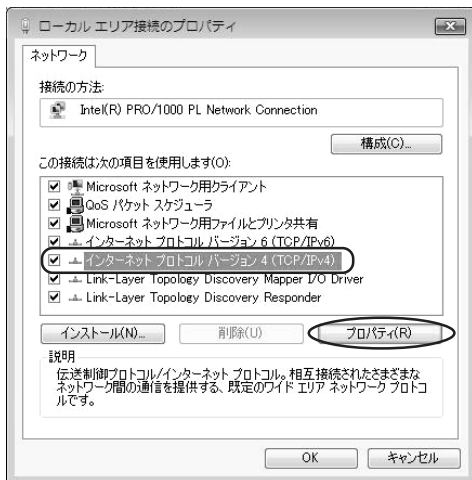 ローカル エリア接続のプロパティ
ネットワーク
接続の方法:
Intel(R) PRO/1000 PL Network Connection
構成(C)...
この接続は次の項目を使用します(O):
Microsoft ネットワーク用クライアント
QoS パケット スケジューラ
Microsoft ネットワーク用ファイルとプリンタ共有
インターネット プロトコル バージョン 6 (TCP/IPv6)
インターネット プロトコル バージョン 4 (TCP/IPv4)
Link-Layer Topology Discovery Mapper I/O Driver
Link-Layer Topology Discovery Responder
インストール(N)...
削除(U)
プロパティ(R)
説明
伝送制御プロトコル/インターネット プロトコル。相互接続されたさまざまな
ネットワーク間の通信を提供する、既定のワイド エリア ネットワーク プロトコ
ルです。
OK
キャンセル